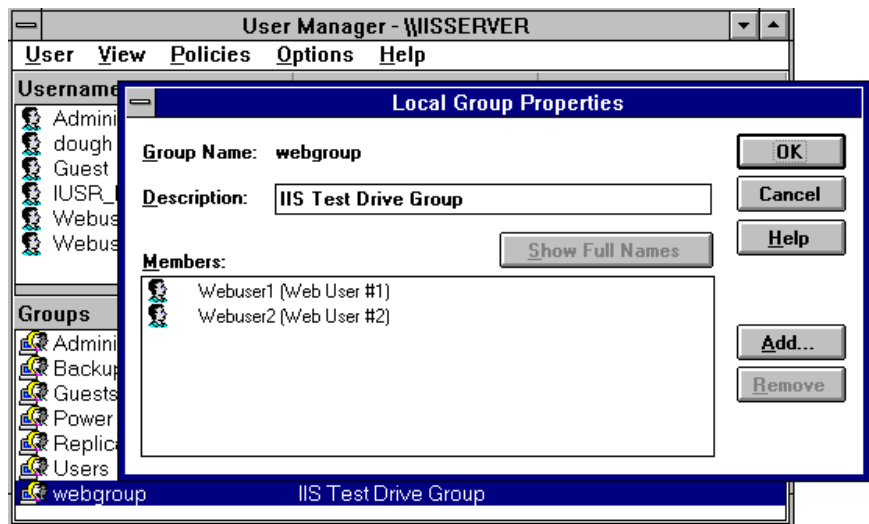 User Manager - \\IISSERVER
User View Policies Options Help
Username
Admini
dough
Guest
IUSR_
Webus
Webus
Groups
Admini
Backup
Guests
Power
Replica
Users
webgroup IIS Test Drive Group
Local Group Properties
Group Name: webgroup
Description: IIS Test Drive Group
Show Full Names
Members:
Webuser1 (Web User #1)
Webuser2 (Web User #2)
OK
Cancel
Help
Add...
Remove